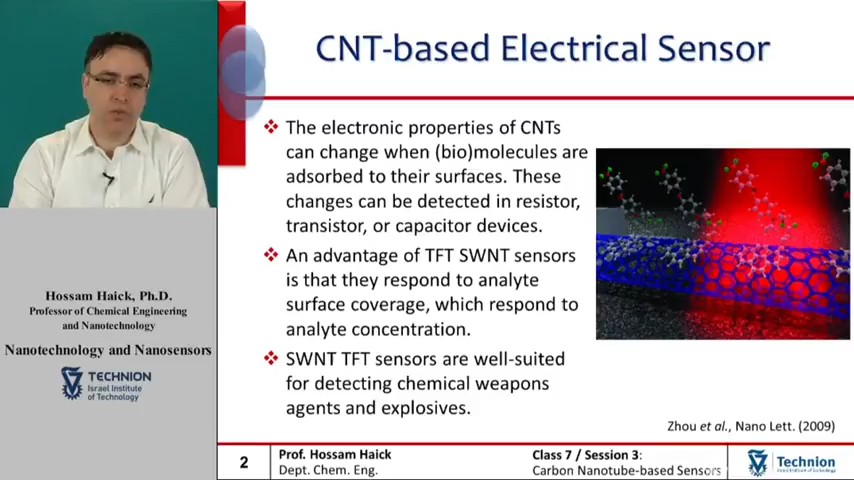 CNT-based Electrical Sensor
❖ The electronic properties of CNTs
can change when (bio)molecules are
adsorbed to their surfaces. These
changes can be detected in resistor,
transistor, or capacitor devices.
❖ An advantage of TFT SWNT sensors
is that they respond to analyte
surface coverage, which respond to
analyte concentration.
❖ SWNT TFT sensors are well-suited
for detecting chemical weapons
agents and explosives.
Zhou et al., Nano Lett. (2009)
Hossam Haick, Ph.D.
Professor of Chemical Engineering
and Nanotechnology
Nanotechnology and Nanosensors
TECHNION
Israel Institute
of Technology
2
Prof. Hossam Haick
Dept. Chem. Eng.
Class 7 / Session 3:
Carbon Nanotube-based Sensors
Technion
Israel Institute of Technology